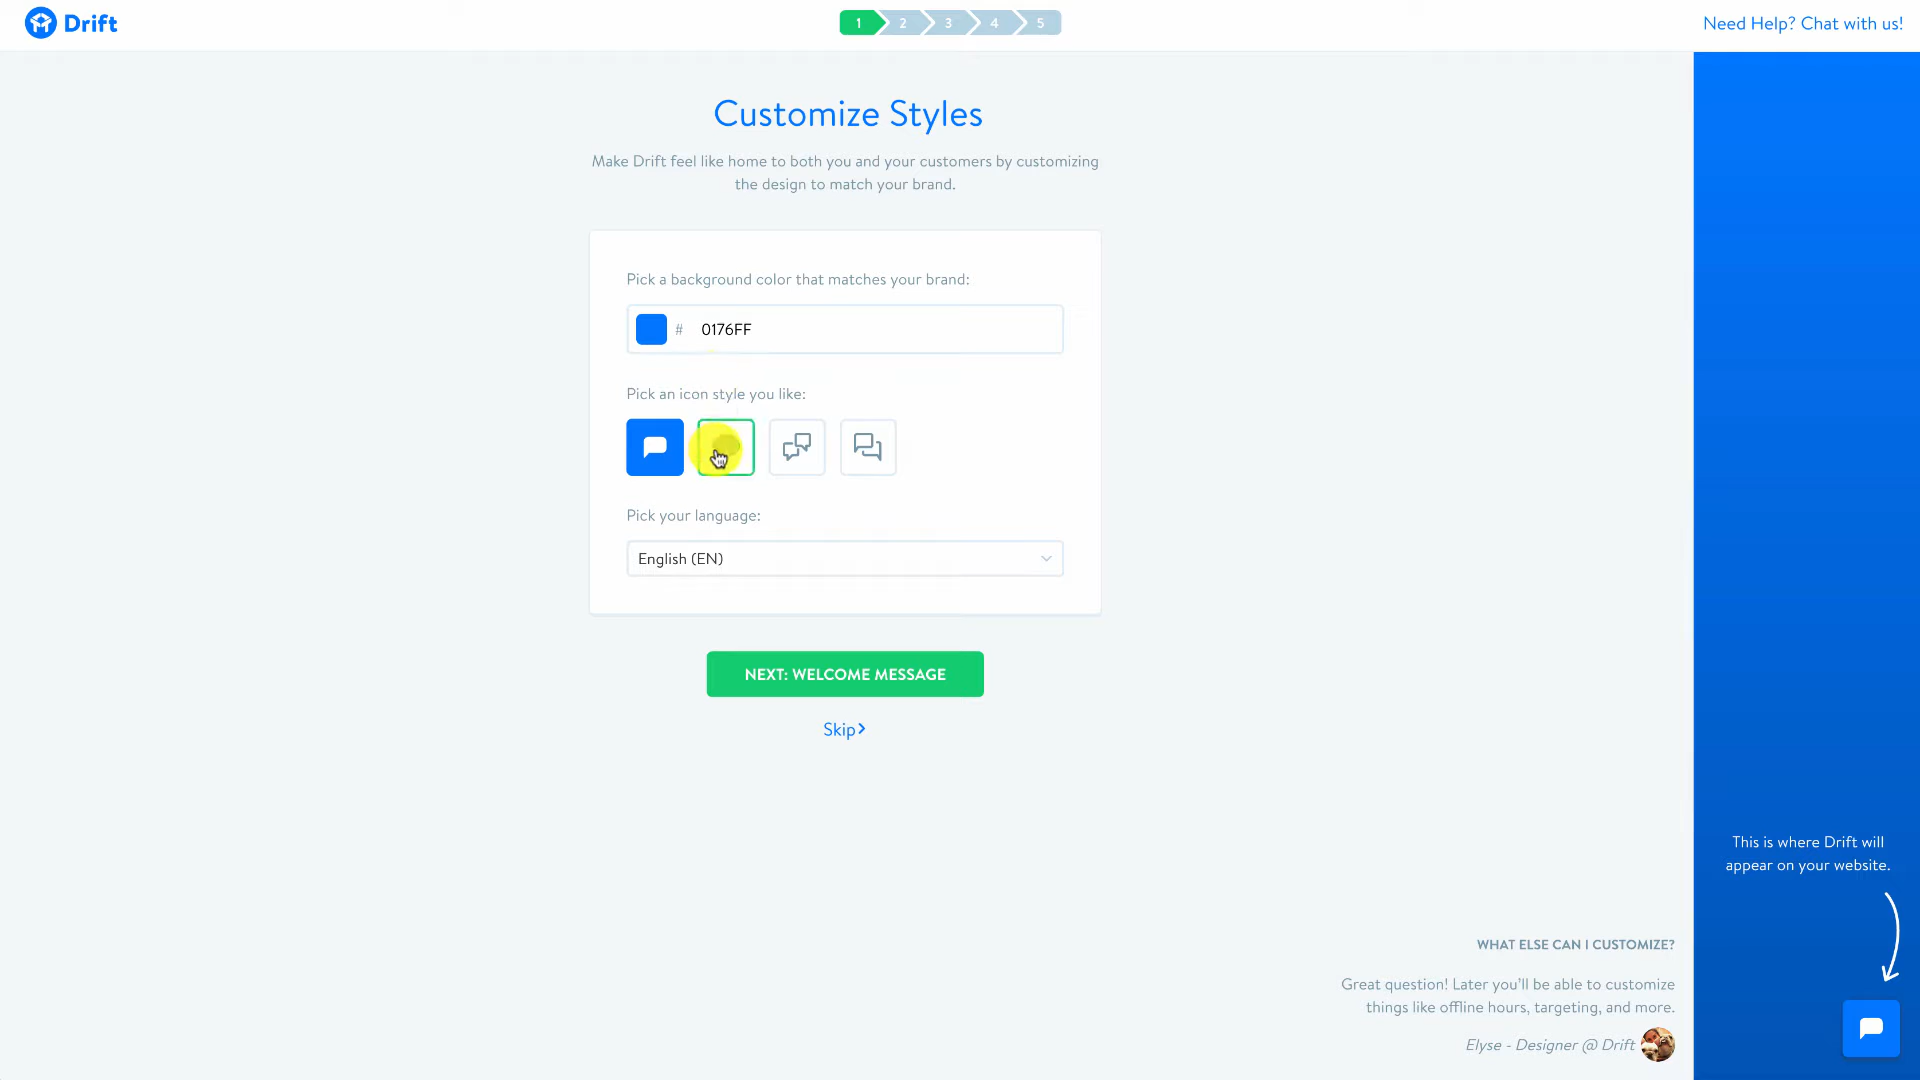 Drift
1 2 3 4 5
Need Help? Chat with us!
Customize Styles
Make Drift feel like home to both you and your customers by customizing
the design to match your brand.
Pick a background color that matches your brand:
# 0176FF
Pick an icon style you like:
Pick your language:
English (EN)
NEXT: WELCOME MESSAGE
Skip
This is where Drift will
appear on your website.
WHAT ELSE CAN I CUSTOMIZE?
Great question! Later you'll be able to customize
things like offline hours, targeting, and more.
Elyse - Designer @ Drift